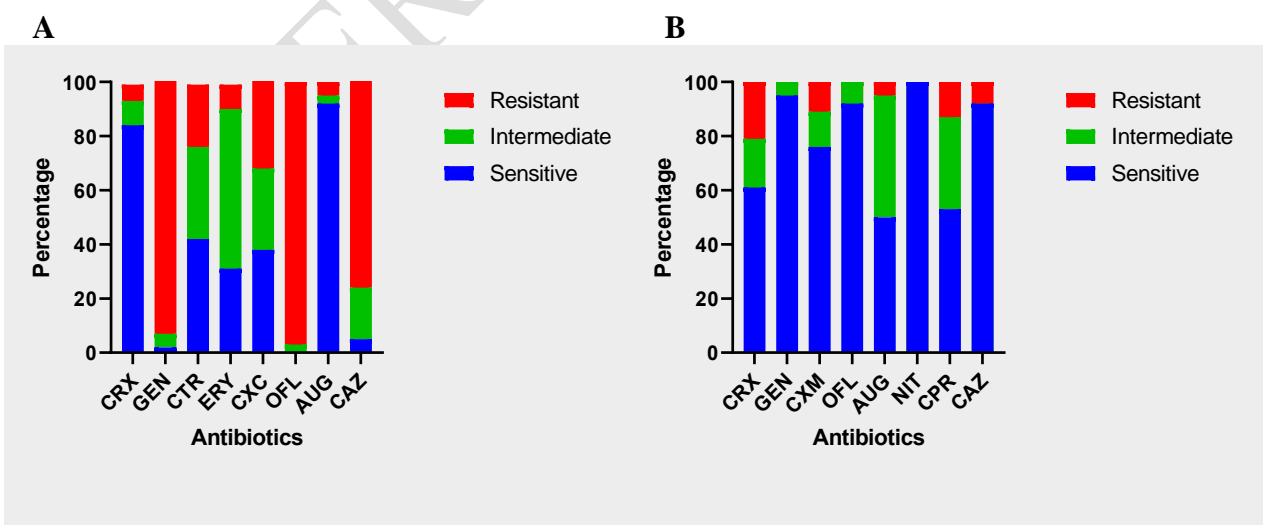 A
B
100
80
60
40
20
0
Percentage
CRX GEN CTR ERY CXC OFL AUG CAZ
Antibiotics
Resistant
Intermediate
Sensitive
100
80
60
40
20
0
Percentage
CRX GEN CXM OFL AUG NIT CPR CAZ
Antibiotics
Resistant
Intermediate
Sensitive